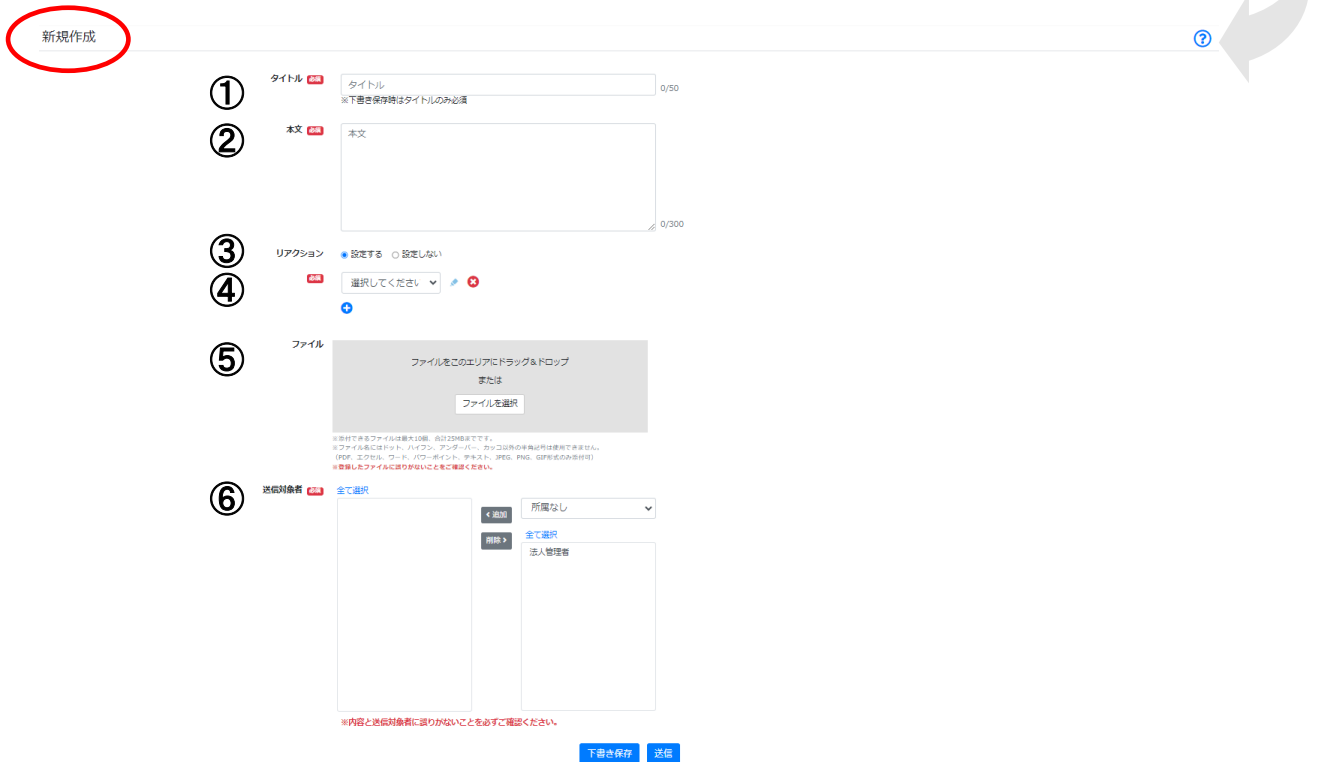 新規作成
①
タイトル 必須
タイトル
0/50
※下書き保存時はタイトルのみ必須
②
本文 必須
本文
0/300
③
リアクション
設定する 設定しない
④
必須
選択してくださ
⑤
ファイル
ファイルをこのエリアにドラッグ&ドロップ
または
ファイルを選択
※添付できるファイルは最大10個、合計25MBまでです。
※ファイル名にはドット、ハイフン、アンダーバー、カッコ以外の半角記号は使用できません。
（PDF、エクセル、ワード、パワーポイント、テキスト、JPEG、PNG、GIF形式のみ添付可）
※登録したファイルに誤りがないことをご確認ください。
⑥
送信対象者 必須
全て選択
追加
所属なし
削除
全て選択
法人管理者
※内容と送信対象者に誤りがないことを必ずご確認ください。
下書き保存 送信